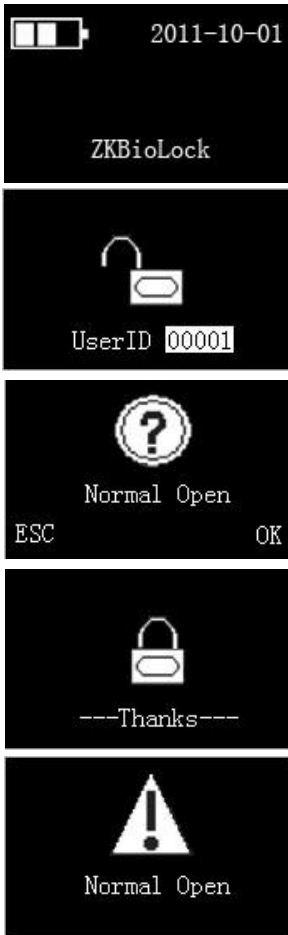 2011-10-01
ZKBioLock
UserID 00001
?
Normal Open
ESC OK
---Thanks---
!
Normal Open